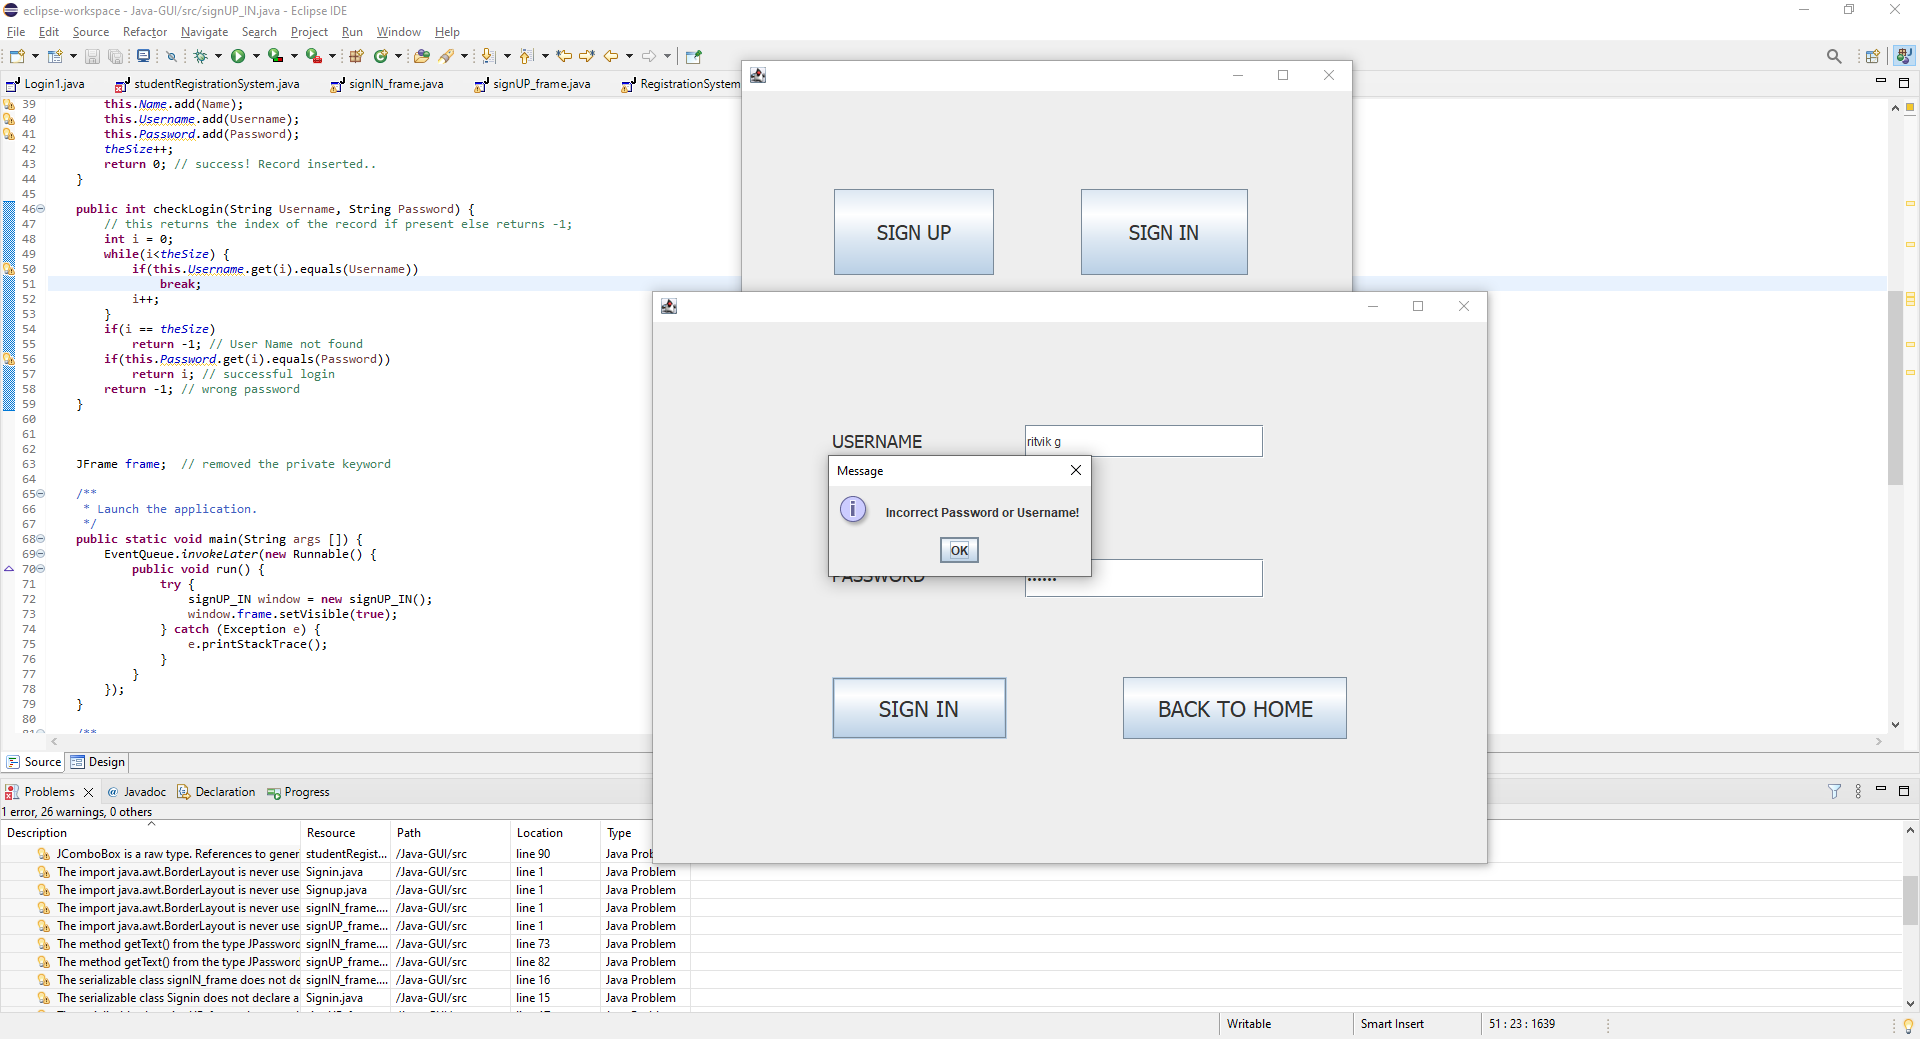 eclipse-workspace - Java-GUI/src/signUP_IN.java - Eclipse IDE
File Edit Source Refactor Navigate Search Project Run Window Help
Login1.java studentRegistrationSystem.java signIN_frame.java signUP_frame.java RegistrationSystem
39 this.Name.add(Name);
40 this.Username.add(Username);
41 this.Password.add(Password);
42 theSize++;
43 return 0; // success! Record inserted..
44 }
45
46 public int checkLogin(String Username, String Password) {
47 // this returns the index of the record if present else returns -1;
48 int i = 0;
49 while(i<theSize) {
50 if(this.Username.get(i).equals(Username))
51 break;
52 i++;
53 }
54 if(i == theSize)
55 return -1; // User Name not found
56 if(this.Password.get(i).equals(Password))
57 return i; // successful login
58 return -1; // wrong password
59 }
60
61
62
63 JFrame frame; // removed the private keyword
64
65 /**
66 * Launch the application.
67 */
68 public static void main(String args []) {
69 EventQueue.invokeLater(new Runnable() {
70 public void run() {
71 try {
72 signUP_IN window = new signUP_IN();
73 window.frame.setVisible(true);
74 } catch (Exception e) {
75 e.printStackTrace();
76 }
77 }
78 });
79 }
80
81 /**
SIGN UP SIGN IN
USERNAME ritvik g
Message
Incorrect Password or Username!
OK
PASSWORD ••••••
SIGN IN BACK TO HOME
Source Design
Problems Javadoc Declaration Progress
1 error, 26 warnings, 0 others
Description Resource Path Location Type
JComboBox is a raw type. References to gener studentRegist... /Java-GUI/src line 90 Java Prob
The import java.awt.BorderLayout is never use Signin.java /Java-GUI/src line 1 Java Problem
The import java.awt.BorderLayout is never use Signup.java /Java-GUI/src line 1 Java Problem
The import java.awt.BorderLayout is never use signIN_frame.... /Java-GUI/src line 1 Java Problem
The import java.awt.BorderLayout is never use signUP_frame... /Java-GUI/src line 1 Java Problem
The method getText() from the type JPassword signIN_frame.... /Java-GUI/src line 73 Java Problem
The method getText() from the type JPassword signUP_frame... /Java-GUI/src line 82 Java Problem
The serializable class signIN_frame does not de signIN_frame.... /Java-GUI/src line 16 Java Problem
The serializable class Signin does not declare a Signin.java /Java-GUI/src line 15 Java Problem
Writable Smart Insert 51 : 23 : 1639